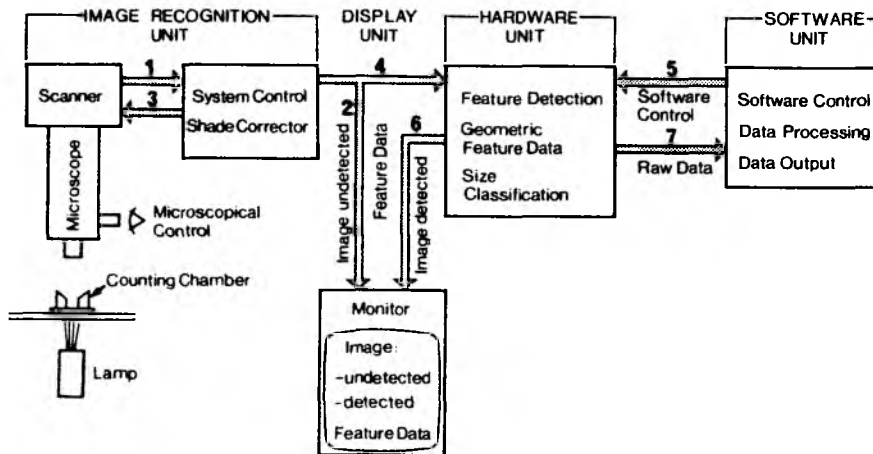 IMAGE RECOGNITION
UNIT
DISPLAY
UNIT
HARDWARE
UNIT
SOFTWARE
UNIT
Scanner
1
3
System Control
Shade Corrector
Microscope
Microscopical
Control
Counting Chamber
Lamp
4
2
Image undetected
Feature Data
6
Image detected
Feature Detection
Geometric
Feature Data
Size
Classification
5
Software
Control
7
Raw Data
Software Control
Data Processing
Data Output
Monitor
Image:
-undetected
-detected
Feature Data